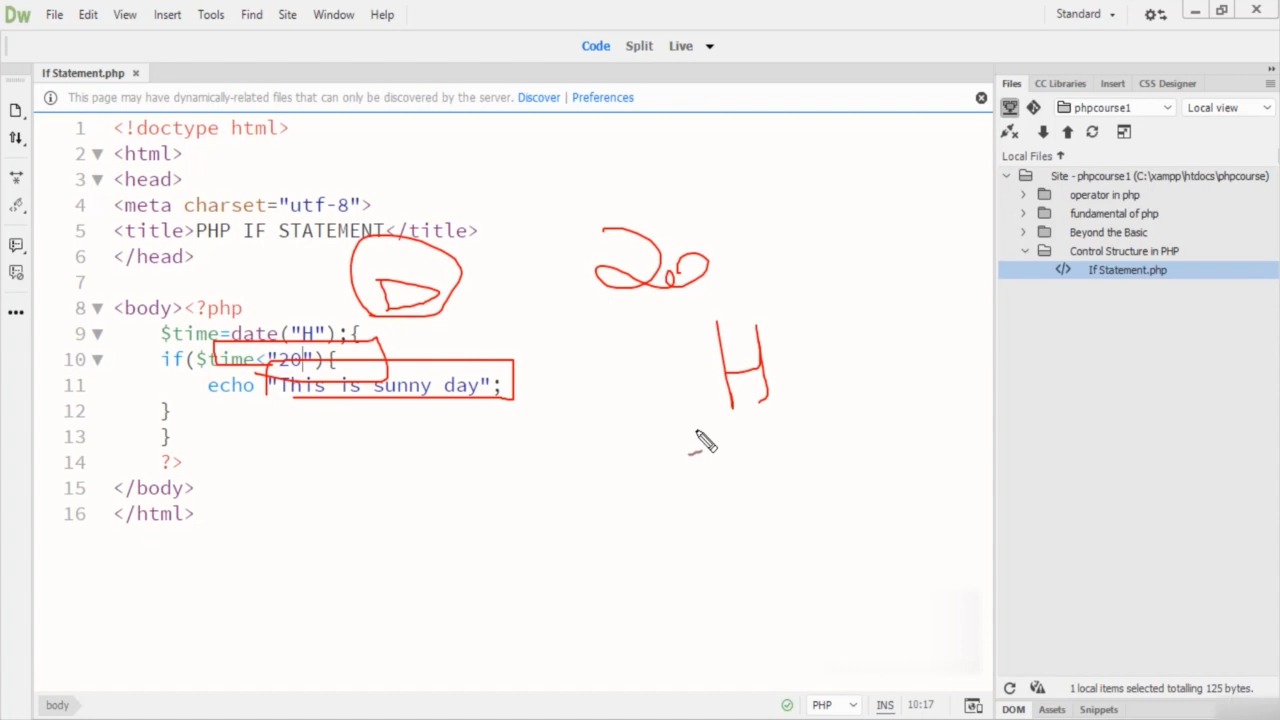 Dw File Edit View Insert Tools Find Site Window Help Standard
Code Split Live
If Statement.php
This page may have dynamically-related files that can only be discovered by the server. Discover | Preferences
1 <!doctype html>
2 <html>
3 <head>
4 <meta charset="utf-8">
5 <title>PHP IF STATEMENT</title>
6 </head>
7
8 <body><?php
9 $time=date("H");{
10 if($time<"20"){
11 echo "This is sunny day";
12 }
13 }
14 ?>
15 </body>
16 </html>
20
H
body PHP INS 10:17
Files CC Libraries Insert CSS Designer
phpcourse1 Local view
Local Files
Site - phpcourse1 (C:\xampp\htdocs\phpcourse)
operator in php
fundamental of php
Beyond the Basic
Control Structure in PHP
If Statement.php
1 local items selected totalling 125 bytes.
DOM Assets Snippets